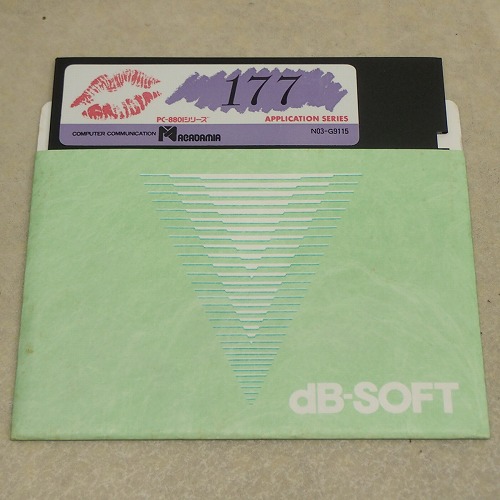 177
PC-8801シリーズ APPLICATION SERIES
COMPUTER COMMUNICATION MACADAMIA N03-G9115
dB-SOFT